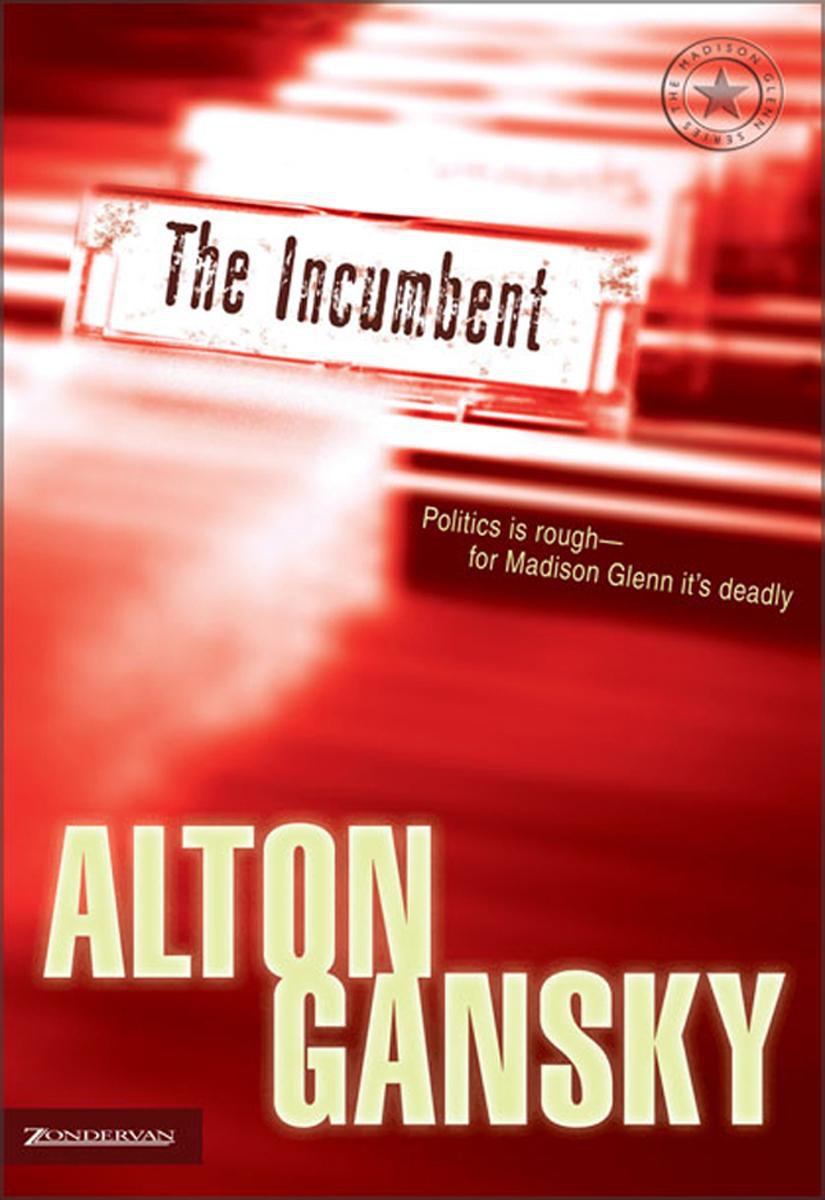 THE MADISON GLENN SERIES
The Incumbent
Politics is rough—
for Madison Glenn it's deadly
ALTON
GANSKY
ZONDERVAN